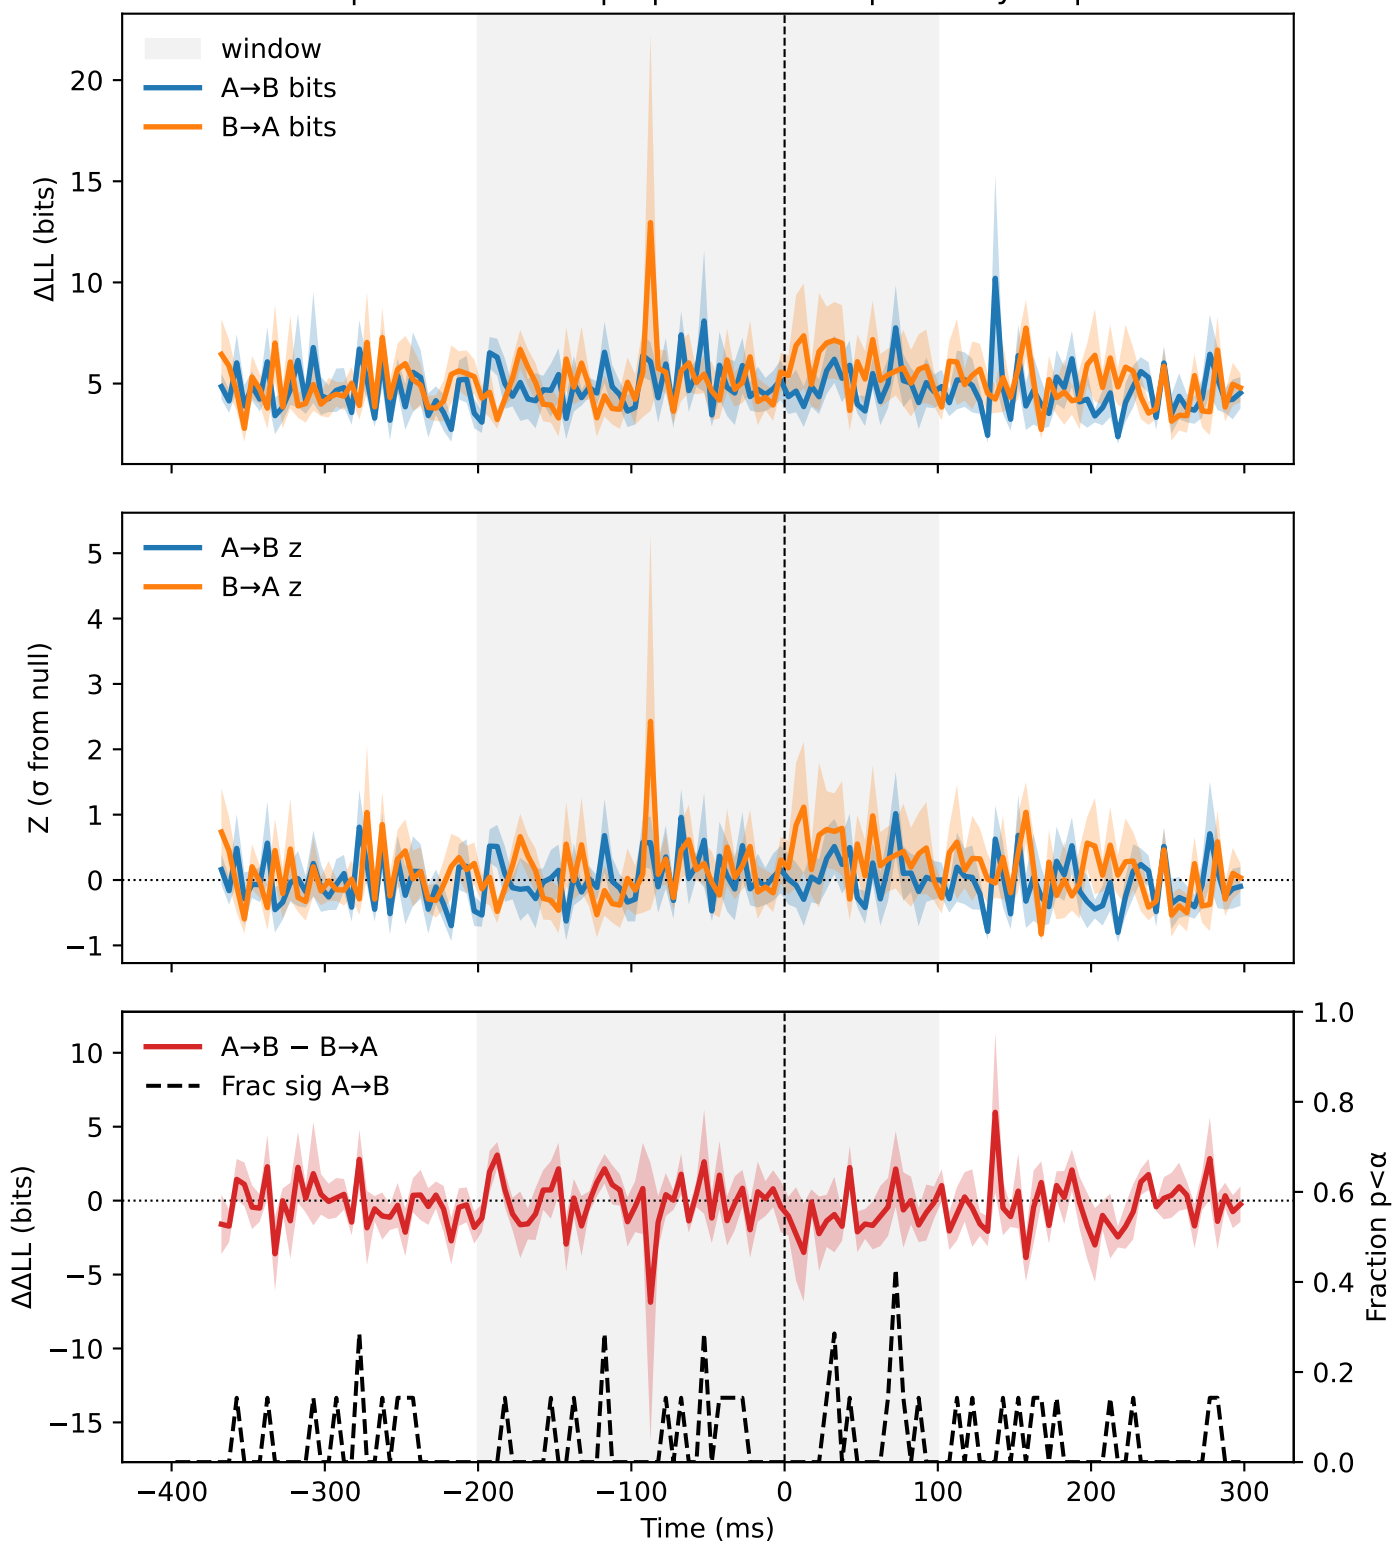 window
A→B bits
B→A bits
20
15
10
5
ΔLL (bits)
A→B z
B→A z
5
4
3
2
1
0
−1
Z (σ from null)
A→B − B→A
Frac sig A→B
10
5
0
−5
−10
−15
ΔΔLL (bits)
1.0
0.8
0.6
0.4
0.2
0.0
Fraction p<α
−400 −300 −200 −100 0 100 200 300
Time (ms)